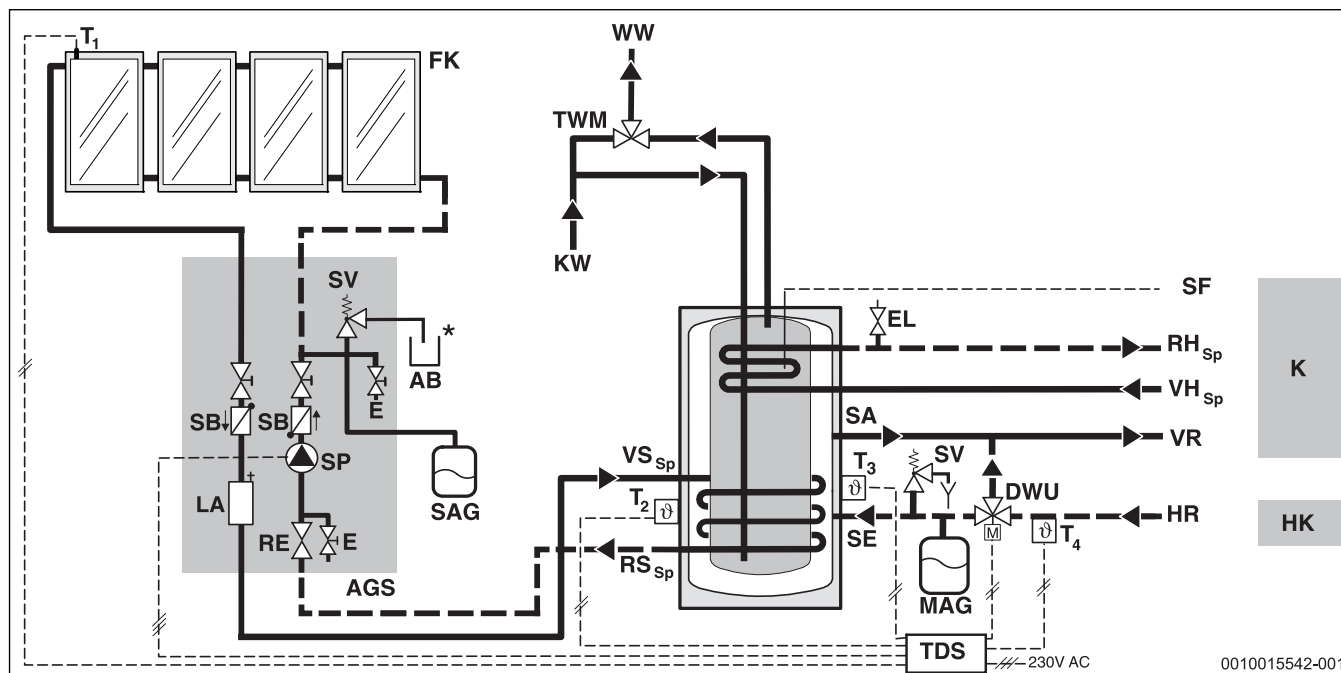 T1
FK
WW
TWM
KW
SV
AB
*
E
SB
SB
SP
LA
SAG
RE
E
AGS
SF
EL
RHSp
K
VHSp
SA
VR
VSSp
T2
ϑ
T3
ϑ
SV
DWU
M
HR
HK
SE
ϑ
T4
RSSp
MAG
TDS
230V AC
0010015542-001